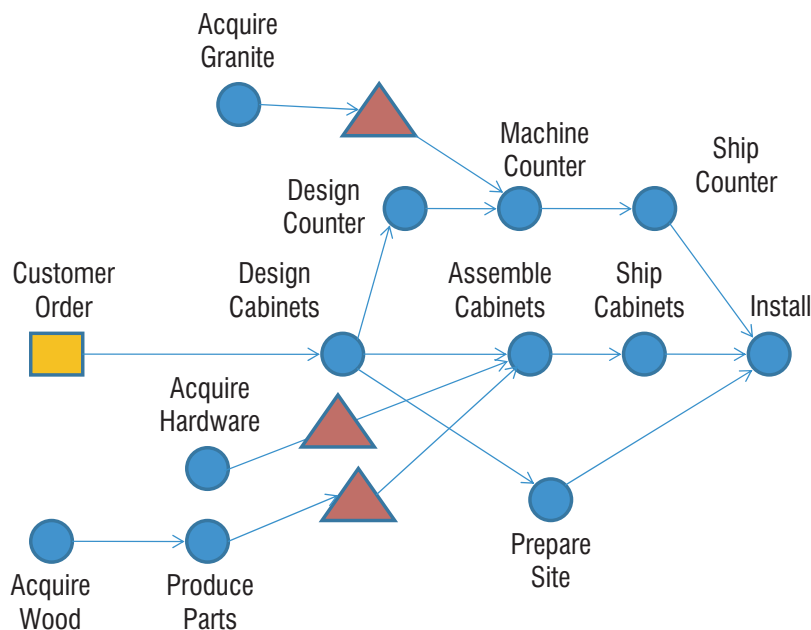 Acquire
Granite
Machine
Counter
Ship
Counter
Design
Counter
Customer
Order
Design
Cabinets
Assemble
Cabinets
Ship
Cabinets
Install
Acquire
Hardware
Prepare
Site
Acquire
Wood
Produce
Parts